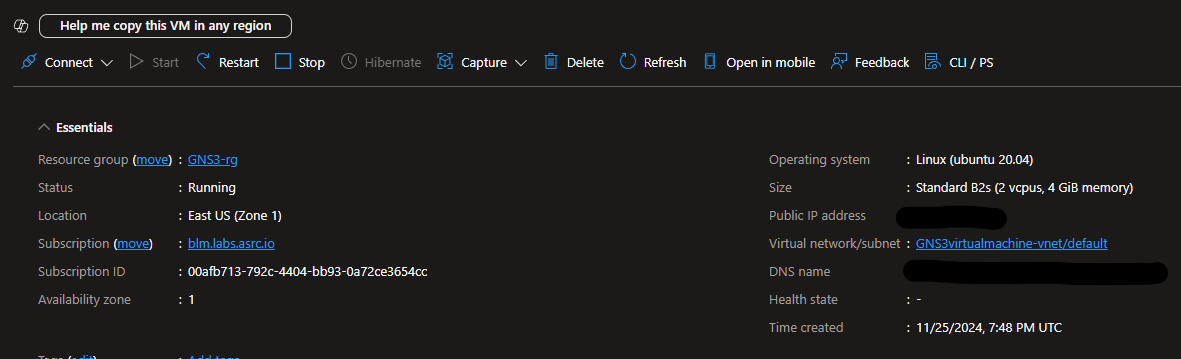 Help me copy this VM in any region
Connect Start Restart Stop Hibernate Capture Delete Refresh Open in mobile Feedback CLI / PS
Essentials
Resource group (move) : GNS3-rg
Status : Running
Location : East US (Zone 1)
Subscription (move) : blm.labs.asrc.io
Subscription ID : 00afb713-792c-4404-bb93-0a72ce3654cc
Availability zone : 1
Operating system : Linux (ubuntu 20.04)
Size : Standard B2s (2 vcpus, 4 GiB memory)
Public IP address
Virtual network/subnet : GNS3virtualmachine-vnet/default
DNS name
Health state : -
Time created : 11/25/2024, 7:48 PM UTC
Tags (edit) : Add tags